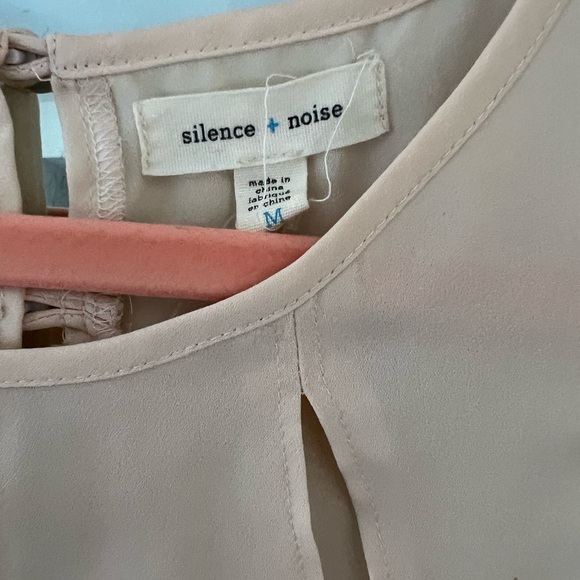 silence + noise
made in
china
fabriqué
en chine
M